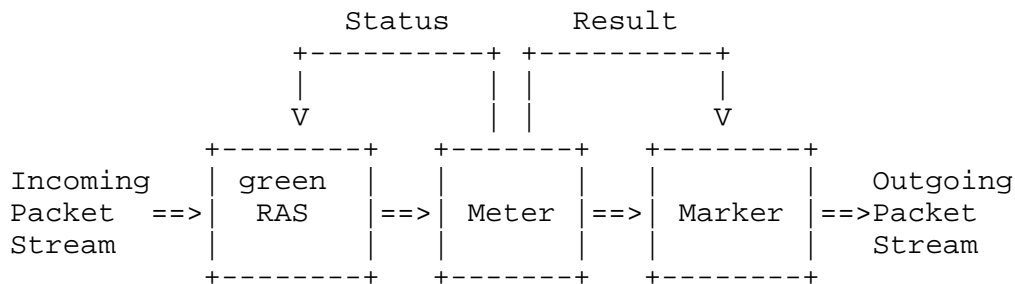 Status Result
Incoming green Outgoing
Packet ==> RAS ==> Meter ==> Marker ==>Packet
Stream Stream
V V